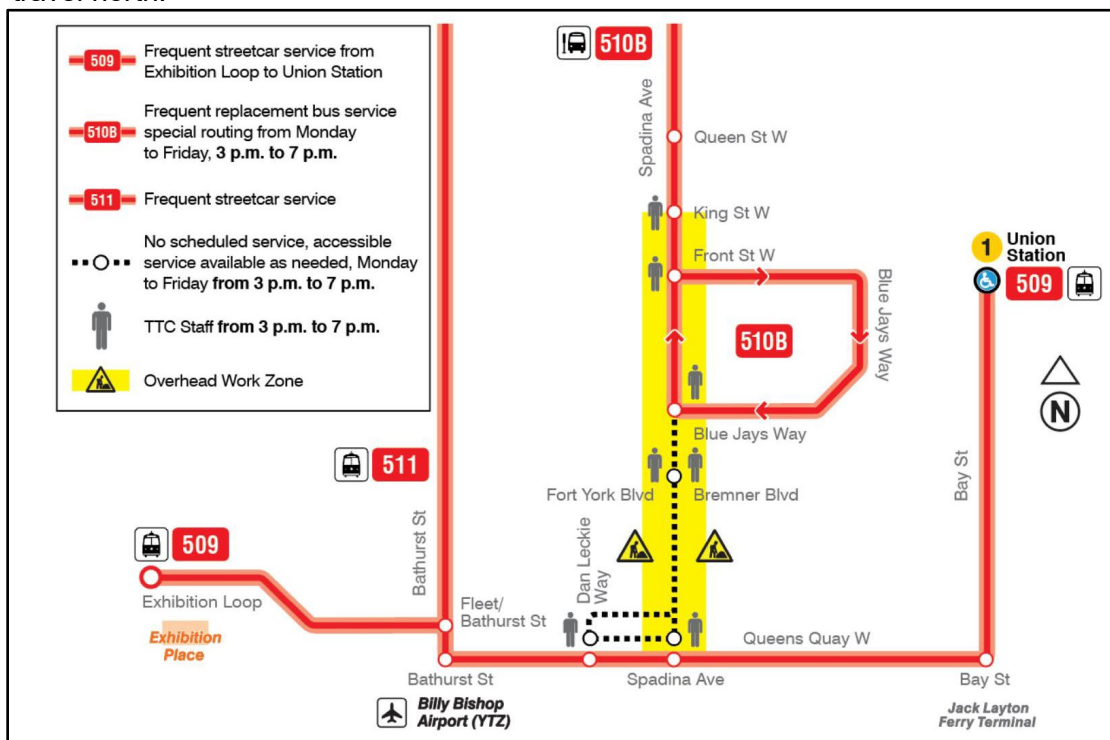 travel north.
509
Frequent streetcar service from
Exhibition Loop to Union Station
510B
Frequent replacement bus service
special routing from Monday
to Friday, 3 p.m. to 7 p.m.
511
Frequent streetcar service
No scheduled service, accessible
service available as needed, Monday
to Friday from 3 p.m. to 7 p.m.
TTC Staff from 3 p.m. to 7 p.m.
Overhead Work Zone
510B
Spadina Ave
Queen St W
King St W
Front St W
Blue Jays Way
510B
Blue Jays Way
1
Union
Station
509
N
511
Bathurst St
Fort York Blvd
Bremner Blvd
Bay St
509
Exhibition Loop
Exhibition
Place
Fleet/
Bathurst St
Dan Leckie
Way
Queens Quay W
Bathurst St
Spadina Ave
Bay St
Billy Bishop
Airport (YTZ)
Jack Layton
Ferry Terminal